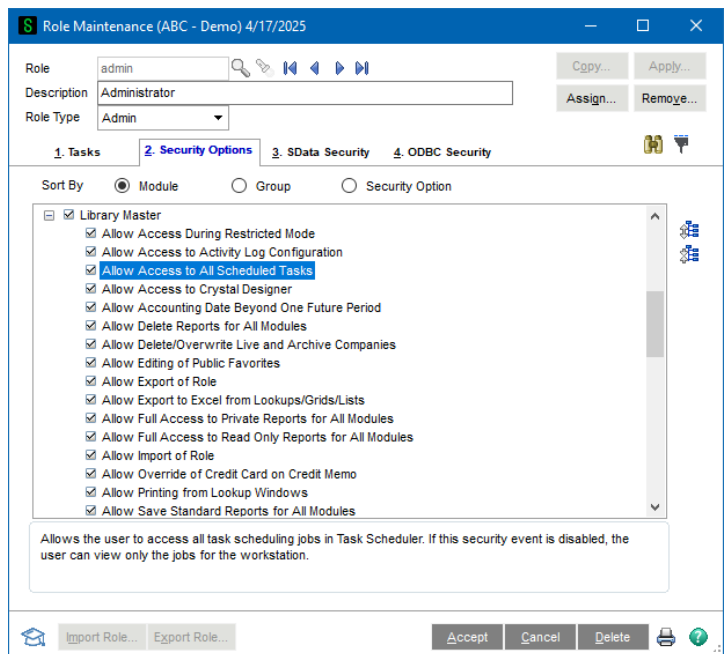 S Role Maintenance (ABC - Demo) 4/17/2025
Role admin Copy... Apply...
Description Administrator Assign... Remove...
Role Type Admin
1. Tasks 2. Security Options 3. SData Security 4. ODBC Security
Sort By Module Group Security Option
Library Master
Allow Access During Restricted Mode
Allow Access to Activity Log Configuration
Allow Access to All Scheduled Tasks
Allow Access to Crystal Designer
Allow Accounting Date Beyond One Future Period
Allow Delete Reports for All Modules
Allow Delete/Overwrite Live and Archive Companies
Allow Editing of Public Favorites
Allow Export of Role
Allow Export to Excel from Lookups/Grids/Lists
Allow Full Access to Private Reports for All Modules
Allow Full Access to Read Only Reports for All Modules
Allow Import of Role
Allow Override of Credit Card on Credit Memo
Allow Printing from Lookup Windows
Allow Save Standard Reports for All Modules
Allows the user to access all task scheduling jobs in Task Scheduler. If this security event is disabled, the
user can view only the jobs for the workstation.
Import Role... Export Role... Accept Cancel Delete ?